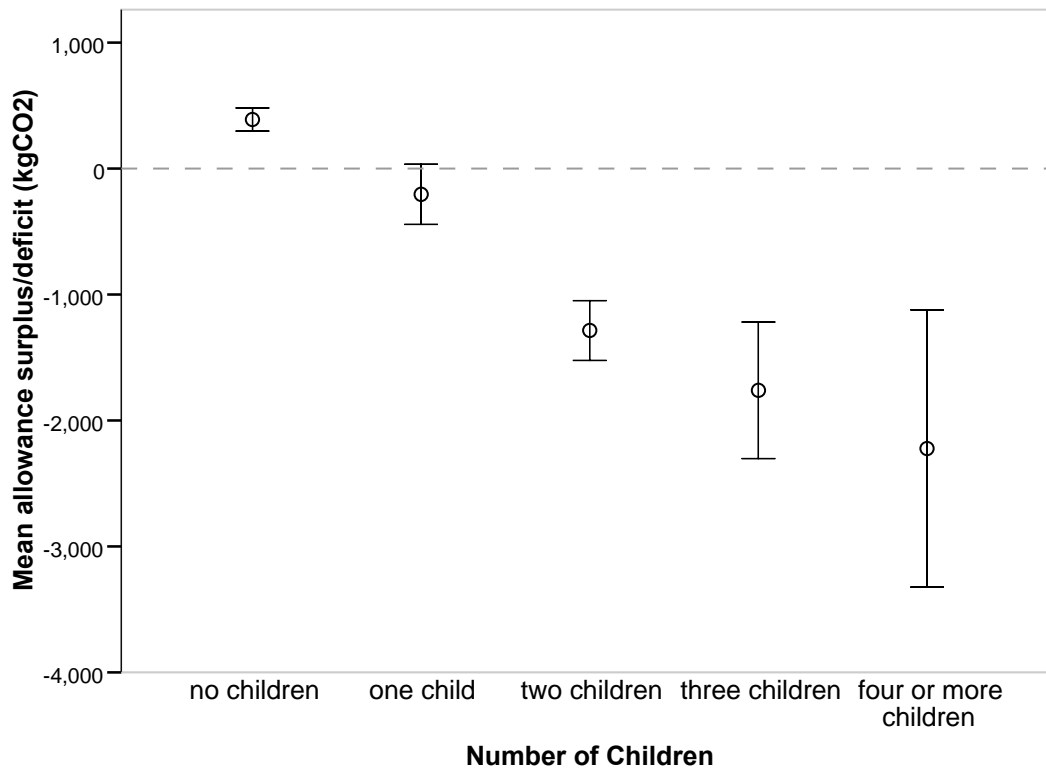 Mean allowance surplus/deficit (kgCO2)
1,000
0
-1,000
-2,000
-3,000
-4,000
no children
one child
two children
three children
four or more
children
Number of Children